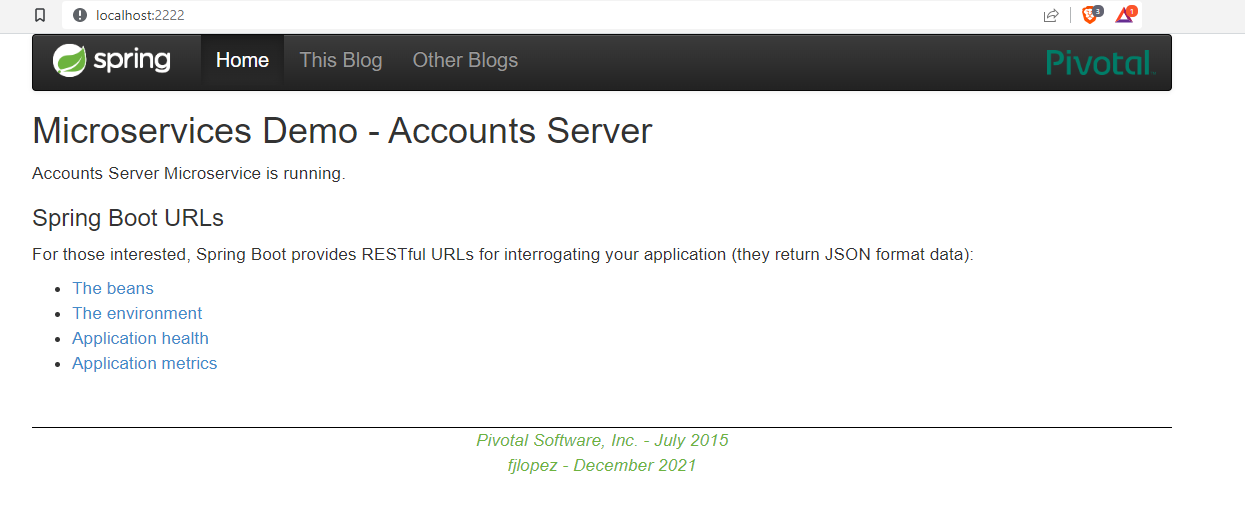 localhost:2222
3
1
spring Home This Blog Other Blogs Pivotal
Microservices Demo - Accounts Server
Accounts Server Microservice is running.
Spring Boot URLs
For those interested, Spring Boot provides RESTful URLs for interrogating your application (they return JSON format data):
The beans
The environment
Application health
Application metrics
Pivotal Software, Inc. - July 2015
fjlopez - December 2021